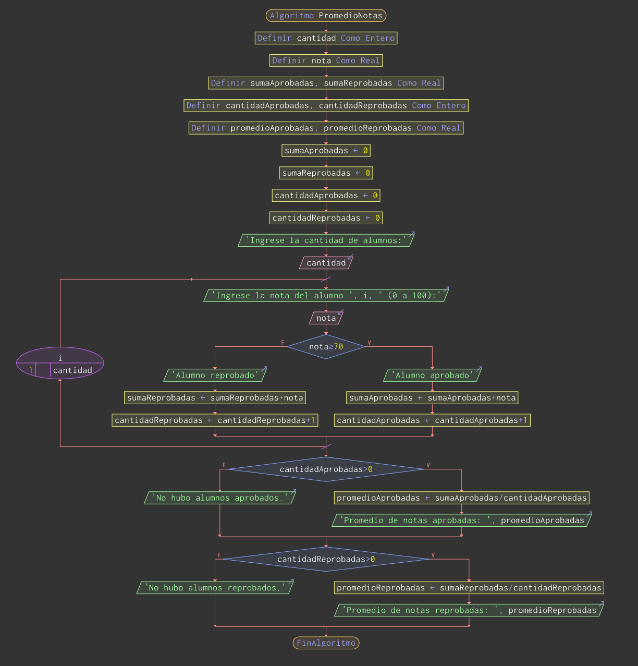 Algoritmo PromedioNotas
Definir cantidad Como Entero
Definir nota Como Real
Definir sumaAprobadas, sumaReprobadas Como Real
Definir cantidadAprobadas, cantidadReprobadas Como Entero
Definir promedioAprobadas, promedioReprobadas Como Real
sumaAprobadas ← 0
sumaReprobadas ← 0
cantidadAprobadas ← 0
cantidadReprobadas ← 0
'Ingrese la cantidad de alumnos:'
cantidad
'Ingrese la nota del alumno ', i, ' (0 a 100):'
nota
F nota≥70 V
i
1 cantidad
'Alumno reprobado' 'Alumno aprobado'
sumaReprobadas ← sumaReprobadas+nota sumaAprobadas ← sumaAprobadas+nota
cantidadReprobadas ← cantidadReprobadas+1 cantidadAprobadas ← cantidadAprobadas+1
F cantidadAprobadas>0 V
'No hubo alumnos aprobados.' promedioAprobadas ← sumaAprobadas/cantidadAprobadas
'Promedio de notas aprobadas: ', promedioAprobadas
F cantidadReprobadas>0 V
'No hubo alumnos reprobados.' promedioReprobadas ← sumaReprobadas/cantidadReprobadas
'Promedio de notas reprobadas: ', promedioReprobadas
FinAlgoritmo